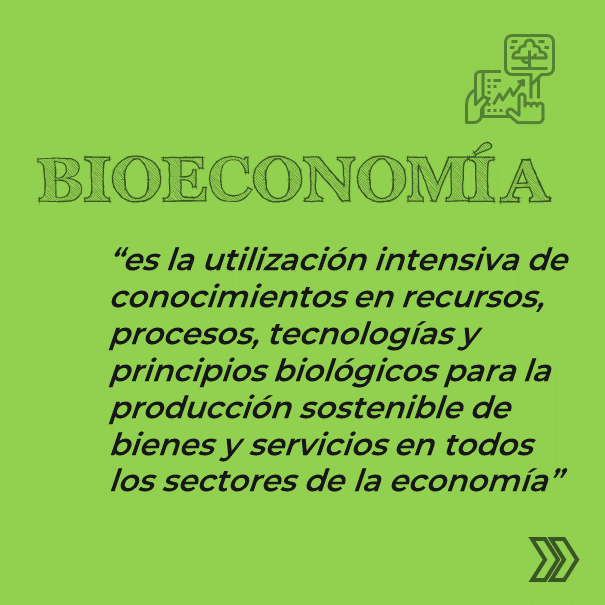 BIOECONOMÍA
“es la utilización intensiva de
conocimientos en recursos,
procesos, tecnologías y
principios biológicos para la
producción sostenible de
bienes y servicios en todos
los sectores de la economía”